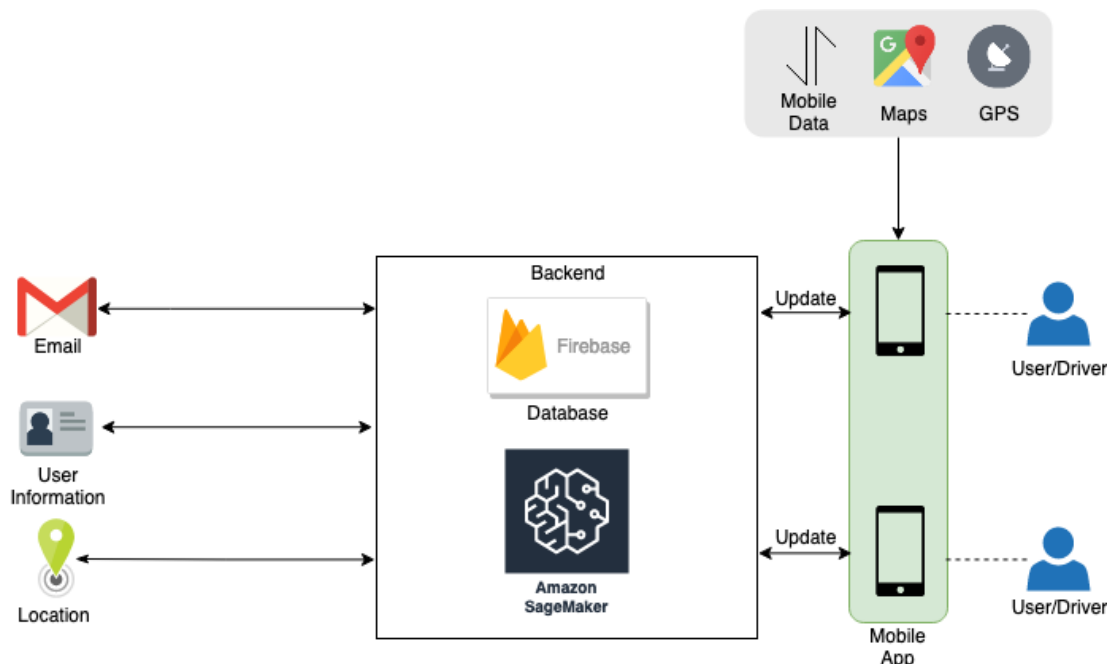 Mobile
Data
Maps
GPS
G
Backend
Firebase
Database
Amazon
SageMaker
Email
User
Information
Location
Update
Update
User/Driver
User/Driver
Mobile
App